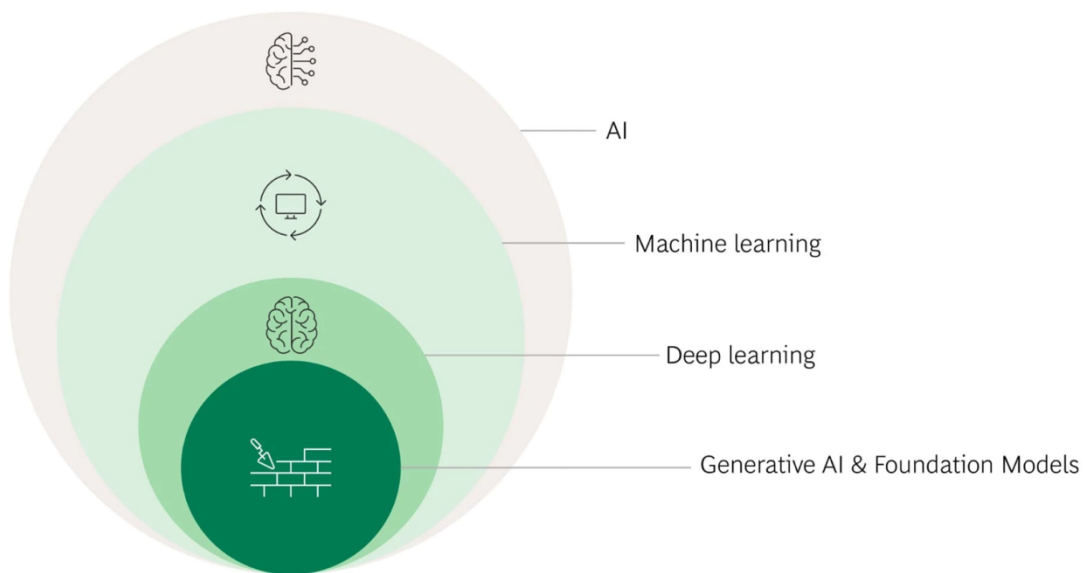 AI
Machine learning
Deep learning
Generative AI & Foundation Models